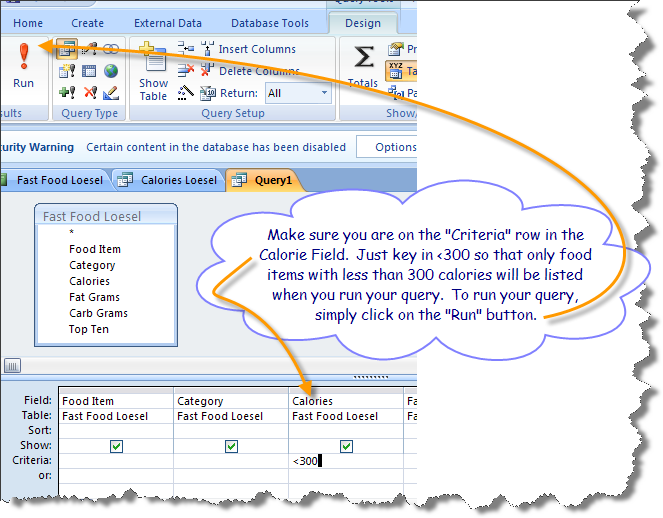 Home Create External Data Database Tools Design
Run
Show
Table
Insert Columns
Delete Columns
Return: All
Σ
Totals
XYZ
Query Type
Query Setup
Security Warning Certain content in the database has been disabled Options
Fast Food Loesel Calories Loesel Query1
Make sure you are on the "Criteria" row in the
Calorie Field. Just key in <300 so that only food
items with less than 300 calories will be listed
when you run your query. To run your query,
simply click on the "Run" button.
Fast Food Loesel
*
Food Item
Category
Calories
Fat Grams
Carb Grams
Top Ten
Field: Food Item Category Calories Fa
Table: Fast Food Loesel Fast Food Loesel Fast Food Loesel Fa
Sort:
Show:
Criteria: <300
or: